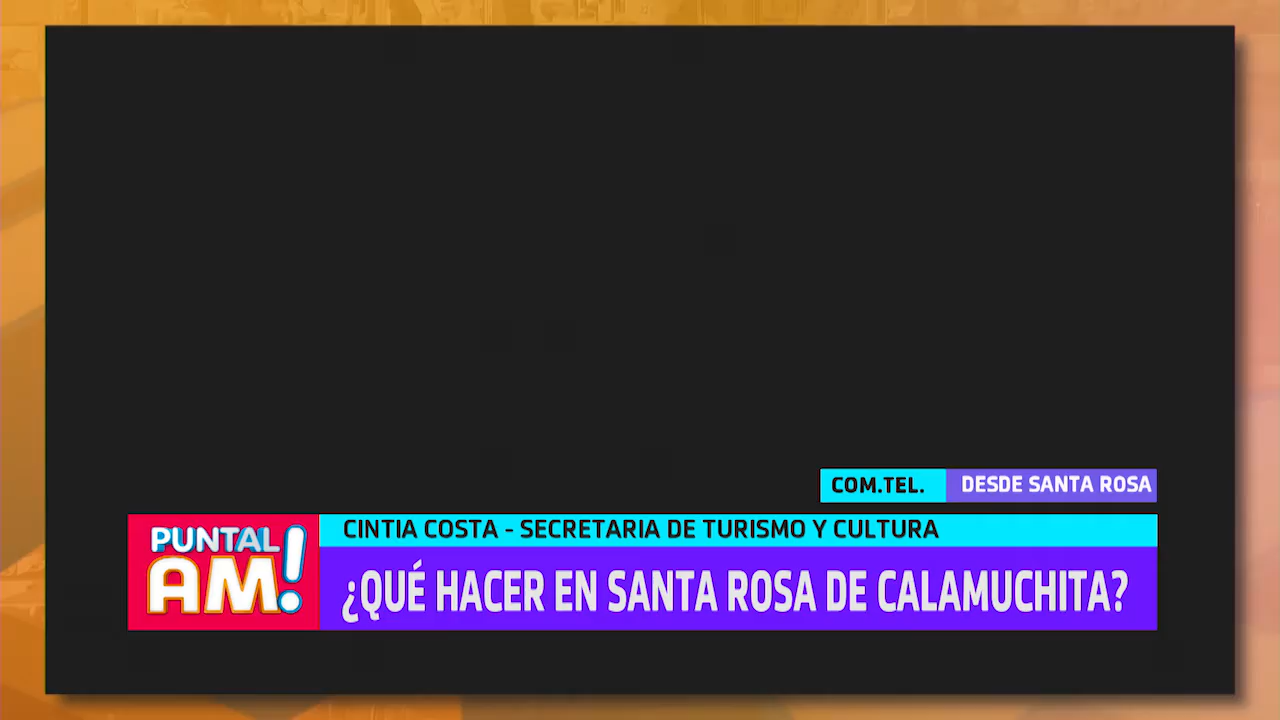 COM.TEL. DESDE SANTA ROSA
PUNTAL
AM!
CINTIA COSTA - SECRETARIA DE TURISMO Y CULTURA
¿QUÉ HACER EN SANTA ROSA DE CALAMUCHITA?